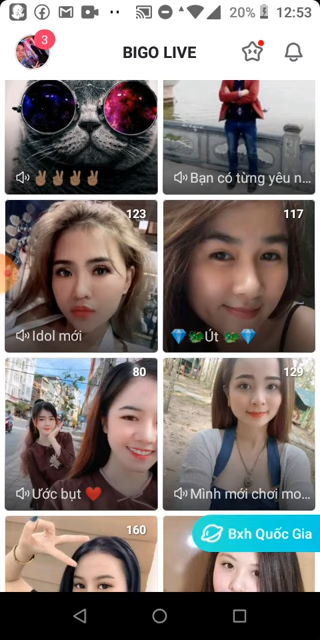 20% 12:53
3
BIGO LIVE
Bạn có từng yêu n...
123
117
Idol mới
Út
80
129
Ước bụt
Mình mới chơi mo...
160
Bxh Quốc Gia